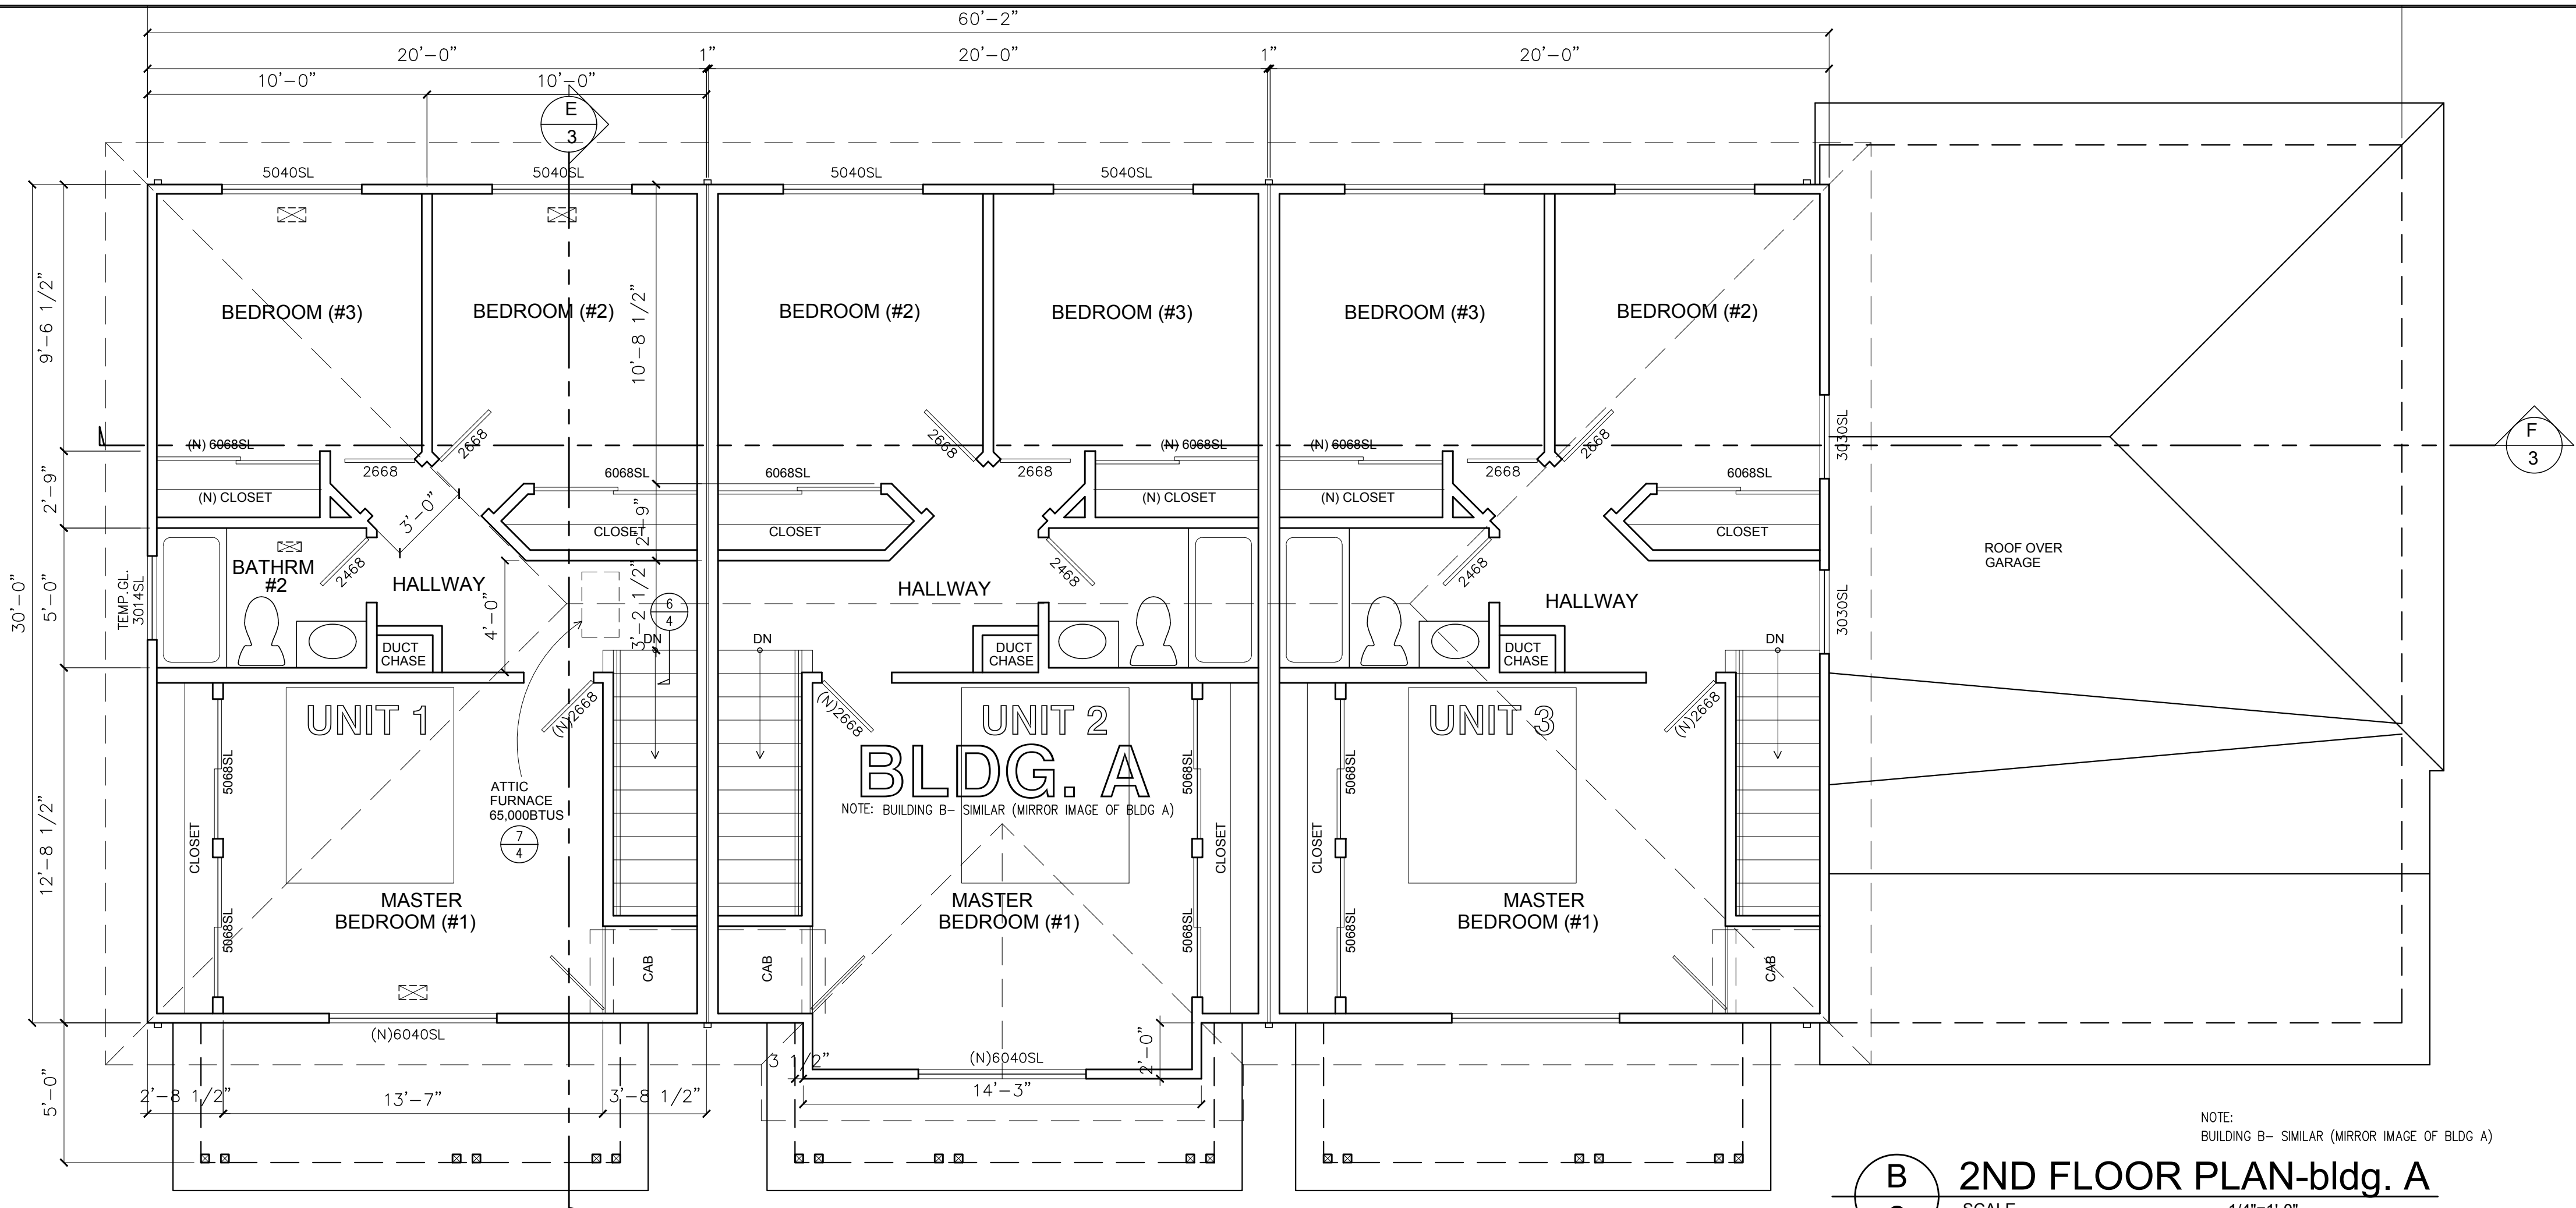 60'-2"
20'-0" 1" 20'-0" 1" 20'-0"
10'-0" 10'-0"
E
3
5040SL 5040SL 5040SL 5040SL
9'-6 1/2"
10'-8 1/2"
BEDROOM (#3) BEDROOM (#2) BEDROOM (#2) BEDROOM (#3) BEDROOM (#3) BEDROOM (#2)
(N) 6068SL 2668 2668 (N) 6068SL (N) 6068SL 2668 3030SL
F
3
2668 6068SL 6068SL 2668 2668 6068SL
2'-9"
(N) CLOSET 3'-0" (N) CLOSET (N) CLOSET
CLOSET 2'-9" CLOSET CLOSET
30'-0"
5'-0"
TEMP.GL.
3014SL
BATHRM
#2
2468 2468 2468
HALLWAY HALLWAY HALLWAY
4'-0"
3'-2 1/2"
6
4
3030SL
ROOF OVER
GARAGE
DN DN DN
DUCT
CHASE
DUCT
CHASE
DUCT
CHASE
(N)2668 (N)2668 (N)2668
UNIT 1 UNIT 2 UNIT 3
BLDG. A
NOTE: BUILDING B- SIMILAR (MIRROR IMAGE OF BLDG A)
5068SL 5068SL 5068SL
ATTIC
FURNACE
65,000BTUS
7
4
12'-8 1/2"
CLOSET CLOSET CLOSET
5068SL 5068SL 5068SL
MASTER
BEDROOM (#1)
MASTER
BEDROOM (#1)
MASTER
BEDROOM (#1)
CAB CAB CAB
(N)6040SL (N)6040SL
3 1/2" 2'-0"
5'-0"
2'-8 1/2" 13'-7" 3'-8 1/2" 14'-3"
NOTE:
BUILDING B- SIMILAR (MIRROR IMAGE OF BLDG A)
B
2ND FLOOR PLAN-bldg. A
SCALE 1/4"=1'-0"